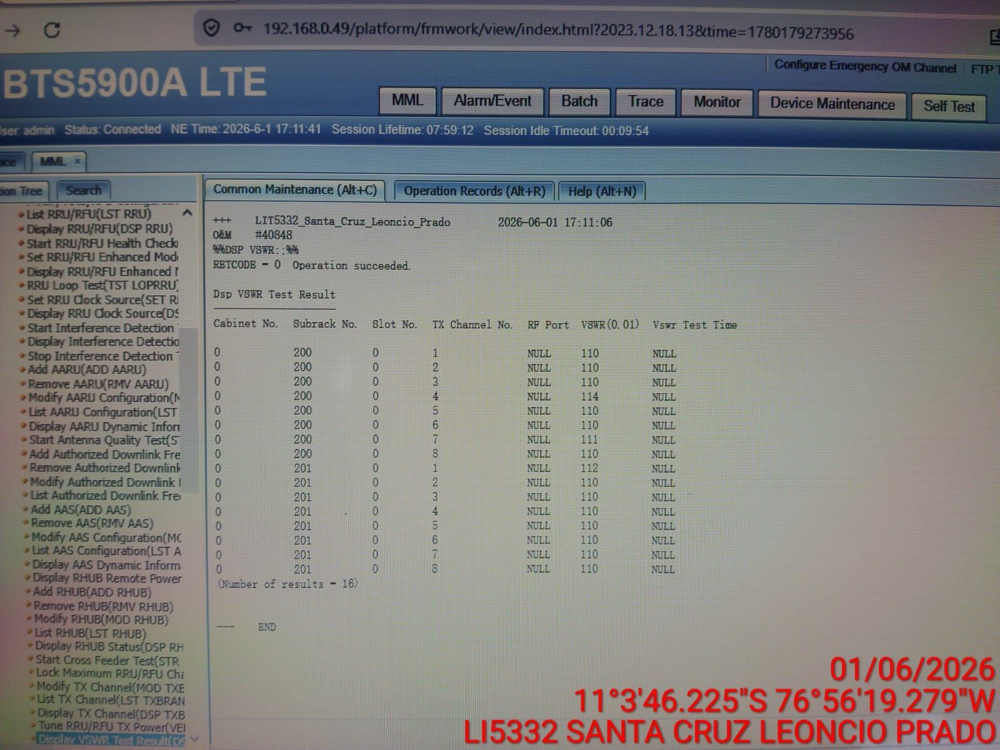 192.168.0.49/platform/frmwork/view/index.html?2023.12.18.13&time=1780179273956
Configure Emergency OM Channel FTP
BTS5900A LTE
MML Alarm/Event Batch Trace Monitor Device Maintenance Self Test
ser: admin Status: Connected NE Time: 2026-6-1 17:11:41 Session Lifetime: 07:59:12 Session Idle Timeout: 00:09:54
ace MML
ion Tree Search
Common Maintenance (Alt+C) Operation Records (Alt+R) Help (Alt+N)
List RRU/RFU(LST RRU)
Display RRU/RFU(DSP RRU)
Start RRU/RFU Health Check
Set RRU/RFU Enhanced Mod
Display RRU/RFU Enhanced
RRU Loop Test(TST LOPRRU)
Set RRU Clock Source(SET R
Display RRU Clock Source(DS
Start Interference Detection
Display Interference Detectio
Stop Interference Detection
Add AARU(ADD AARU)
Remove AARU(RMV AARU)
Modify AARU Configuration(M
List AARU Configuration(LST
Display AARU Dynamic Inforn
Start Antenna Quality Test(S
Add Authorized Downlink Fre
Remove Authorized Downlink
Modify Authorized Downlink
List Authorized Downlink Fre
Add AAS(ADD AAS)
Remove AAS(RMV AAS)
Modify AAS Configuration(MO
List AAS Configuration(LST A
Display AAS Dynamic Inform
Display RHUB Remote Power
Add RHUB(ADD RHUB)
Remove RHUB(RMV RHUB)
Modify RHUB(MOD RHUB)
List RHUB(LST RHUB)
Display RHUB Status(DSP RH
Start Cross Feeder Test(STR
Lock Maximum RRU/RFU Cha
Modify TX Channel(MOD TXB
List TX Channel(LST TXBRAN
Display TX Channel(DSP TXB
Tune RRU/RFU TX Power(VE
Display VSWR Test Result(DS
+++ LIT5332_Santa_Cruz_Leoncio_Prado 2026-06-01 17:11:06
O&M #40848
%%DSP VSWR:;%%
RETCODE = 0 Operation succeeded.
Dsp VSWR Test Result
Cabinet No. Subrack No. Slot No. TX Channel No. RF Port VSWR(0.01) Vswr Test Time
0 200 0 1 NULL 110 NULL
0 200 0 2 NULL 110 NULL
0 200 0 3 NULL 110 NULL
0 200 0 4 NULL 114 NULL
0 200 0 5 NULL 110 NULL
0 200 0 6 NULL 110 NULL
0 200 0 7 NULL 111 NULL
0 200 0 8 NULL 110 NULL
0 201 0 1 NULL 112 NULL
0 201 0 2 NULL 110 NULL
0 201 0 3 NULL 110 NULL
0 201 0 4 NULL 110 NULL
0 201 0 5 NULL 110 NULL
0 201 0 6 NULL 110 NULL
0 201 0 7 NULL 110 NULL
0 201 0 8 NULL 110 NULL
(Number of results = 16)
--- END
01/06/2026
11°3'46.225"S 76°56'19.279"W
LI5332 SANTA CRUZ LEONCIO PRADO